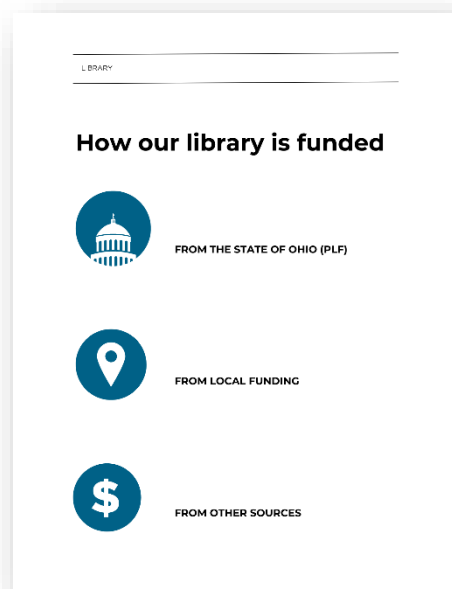 LIBRARY
How our library is funded
FROM THE STATE OF OHIO (PLF)
FROM LOCAL FUNDING
$
FROM OTHER SOURCES